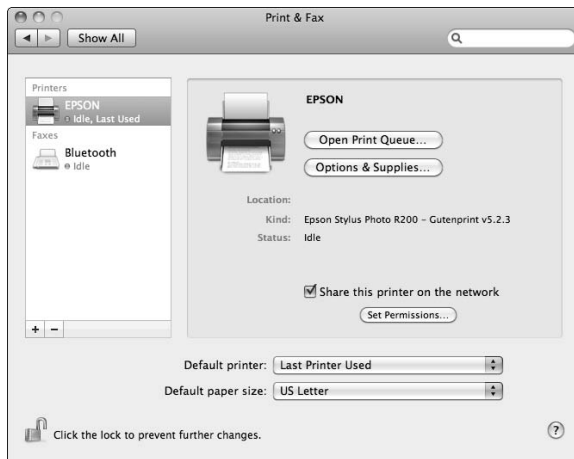 Print & Fax
Show All
Printers
EPSON
Idle, Last Used
Faxes
Bluetooth
Idle
EPSON
Open Print Queue...
Options & Supplies...
Location:
Kind: Epson Stylus Photo R200 – Gutenprint v5.2.3
Status: Idle
Share this printer on the network
Set Permissions...
+ −
Default printer: Last Printer Used
Default paper size: US Letter
Click the lock to prevent further changes.
?